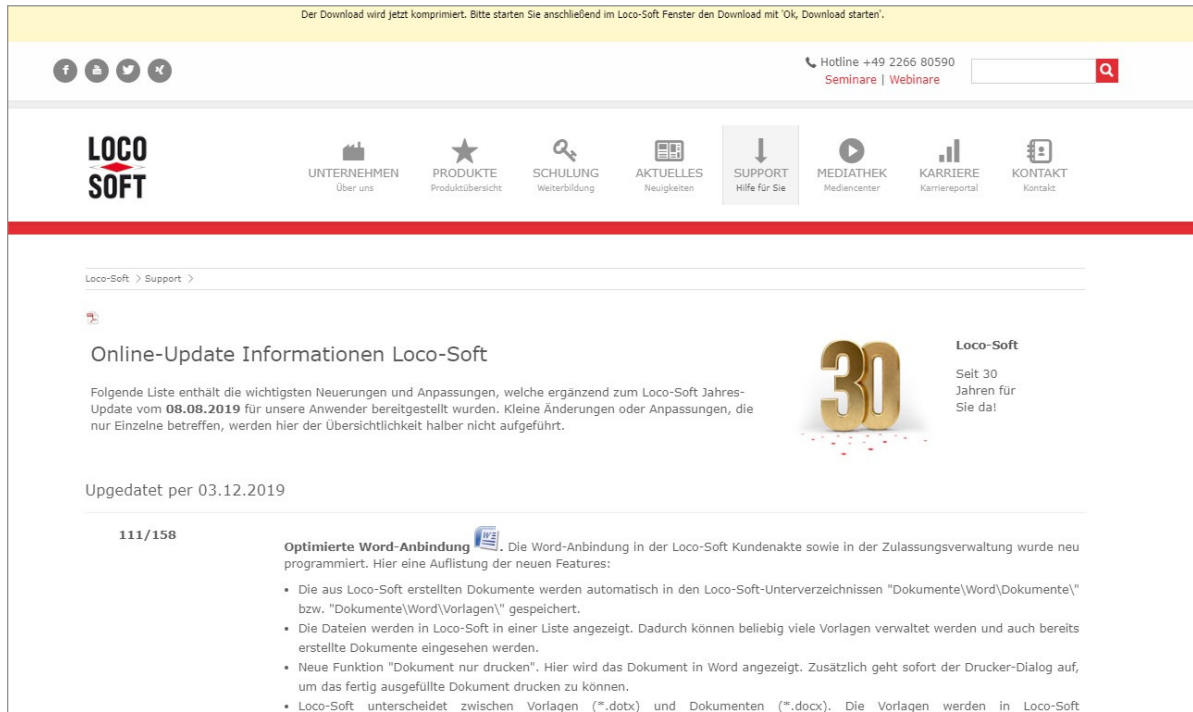 Der Download wird jetzt komprimiert. Bitte starten Sie anschließend im Loco-Soft Fenster den Download mit 'Ok, Download starten'.
Hotline +49 2266 80590
Seminare | Webinare
LOCO
SOFT
UNTERNEHMEN
Über uns
PRODUKTE
Produktübersicht
SCHULUNG
Weiterbildung
AKTUELLES
Neuigkeiten
SUPPORT
Hilfe für Sie
MEDIATHEK
Mediencenter
KARRIERE
Karriereportal
KONTAKT
Kontakt
Loco-Soft > Support >
Online-Update Informationen Loco-Soft
Folgende Liste enthält die wichtigsten Neuerungen und Anpassungen, welche ergänzend zum Loco-Soft Jahres-
Update vom 08.08.2019 für unsere Anwender bereitgestellt wurden. Kleine Änderungen oder Anpassungen, die
nur Einzelne betreffen, werden hier der Übersichtlichkeit halber nicht aufgeführt.
30
Loco-Soft
Seit 30
Jahren für
Sie da!
Upgedatet per 03.12.2019
111/158
Optimierte Word-Anbindung . Die Word-Anbindung in der Loco-Soft Kundenakte sowie in der Zulassungsverwaltung wurde neu
programmiert. Hier eine Auflistung der neuen Features:
• Die aus Loco-Soft erstellten Dokumente werden automatisch in den Loco-Soft-Unterverzeichnissen "Dokumente\Word\Dokumente\"
bzw. "Dokumente\Word\Vorlagen\" gespeichert.
• Die Dateien werden in Loco-Soft in einer Liste angezeigt. Dadurch können beliebig viele Vorlagen verwaltet werden und auch bereits
erstellte Dokumente eingesehen werden.
• Neue Funktion "Dokument nur drucken". Hier wird das Dokument in Word angezeigt. Zusätzlich geht sofort der Drucker-Dialog auf,
um das fertig ausgefüllte Dokument drucken zu können.
• Loco-Soft unterscheidet zwischen Vorlagen (*.dotx) und Dokumenten (*.docx). Die Vorlagen werden in Loco-Soft